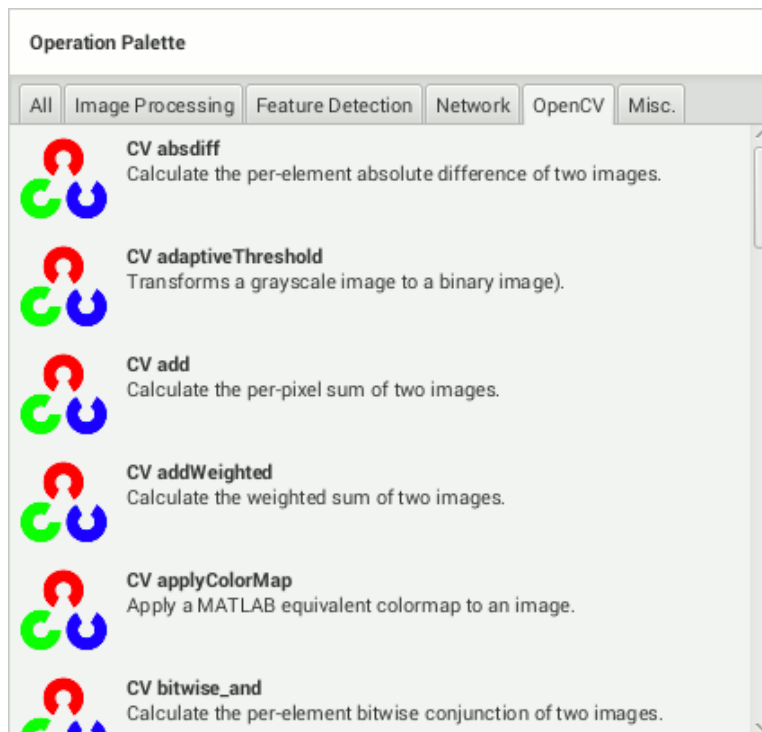 Operation Palette
All Image Processing Feature Detection Network OpenCV Misc.
CV absdiff
Calculate the per-element absolute difference of two images.
CV adaptiveThreshold
Transforms a grayscale image to a binary image).
CV add
Calculate the per-pixel sum of two images.
CV addWeighted
Calculate the weighted sum of two images.
CV applyColorMap
Apply a MATLAB equivalent colormap to an image.
CV bitwise_and
Calculate the per-element bitwise conjunction of two images.